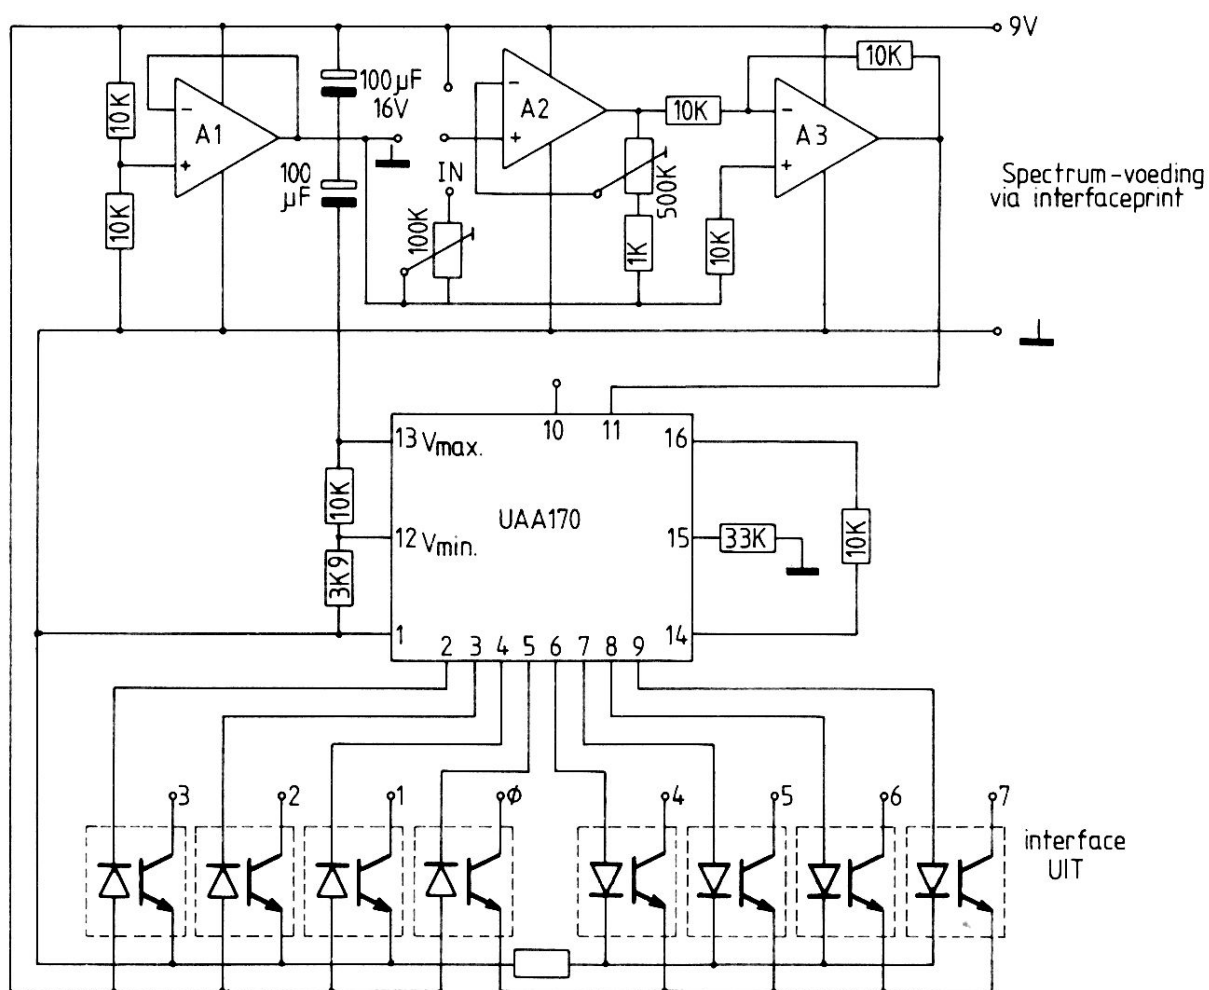 9V
10K
100µF
16V
10K
A1
-
+
A2
-
+
10K
A3
-
+
100
µF
IN
500K
10K
100K
1K
10K
Spectrum-voeding
via interfaceprint
10
11
13 Vmax.
16
10K
UAA170
12 Vmin.
15
33K
10K
3K9
1
14
2 3 4 5 6 7 8 9
3 2 1 Ø 4 5 6 7
interface
UIT